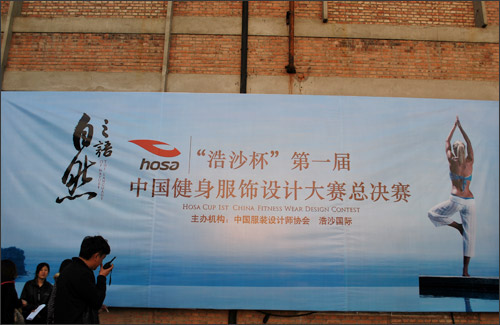 自然
之語
hosa
“浩沙杯”第一届
中国健身服饰设计大赛总决赛
HOSA CUP 1ST CHINA FITNESS WEAR DESIGN CONTEST
主办机构：中国服装设计师协会 浩沙国际